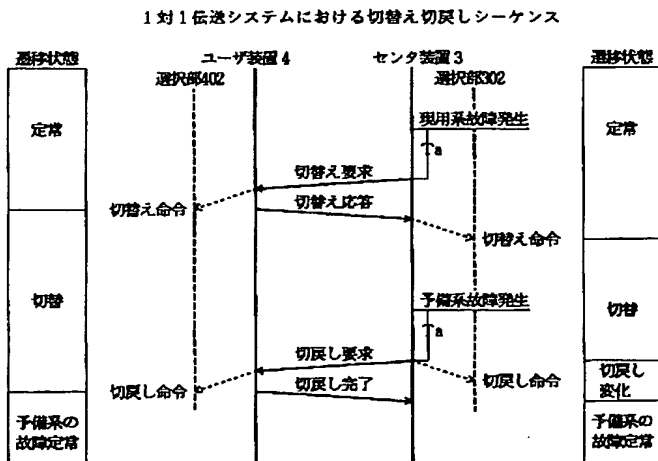 1対1伝送システムにおける切替え切戻しシーケンス
遷移状態
ユーザ装置4
センタ装置3
遷移状態
選択部402
選択部302
定常
現用系故障発生
定常
Ta
切替え要求
切替え命令
切替え応答
切替え命令
切替
予備系故障発生
切替
Ta
切戻し要求
切戻し命令
切戻し完了
切戻し命令
切戻し
変化
予備系の
故障定常
予備系の
故障定常